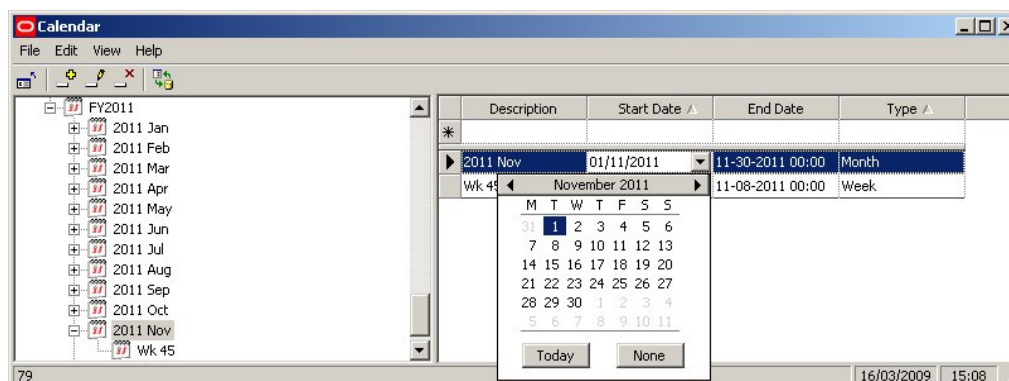 Calendar
File Edit View Help
FY2011
2011 Jan
2011 Feb
2011 Mar
2011 Apr
2011 May
2011 Jun
2011 Jul
2011 Aug
2011 Sep
2011 Oct
2011 Nov
Wk 45
Description Start Date End Date Type
2011 Nov 01/11/2011 11-30-2011 00:00 Month
Wk 45 11-08-2011 00:00 Week
November 2011
M T W T F S S
31 1 2 3 4 5 6
7 8 9 10 11 12 13
14 15 16 17 18 19 20
21 22 23 24 25 26 27
28 29 30 1 2 3 4
5 6 7 8 9 10 11
Today None
79 16/03/2009 15:08